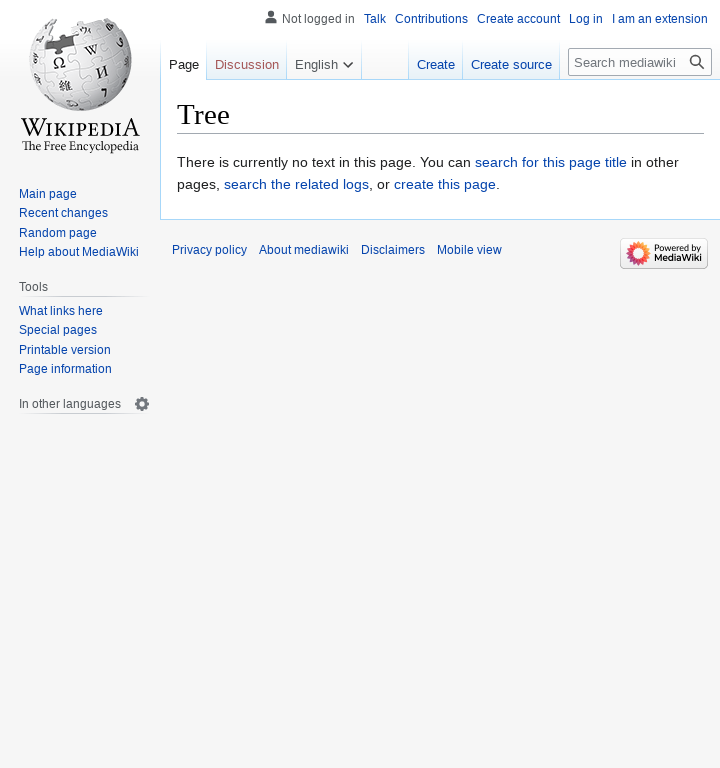 Not logged in Talk Contributions Create account Log in I am an extension
Page Discussion English Create Create source Search mediawiki
Ω W И 維
WIKIPEDIA
The Free Encyclopedia
Tree
There is currently no text in this page. You can search for this page title in other
pages, search the related logs, or create this page.
Main page
Recent changes
Random page
Help about MediaWiki
Tools
What links here
Special pages
Printable version
Page information
In other languages
Privacy policy About mediawiki Disclaimers Mobile view
Powered by
MediaWiki